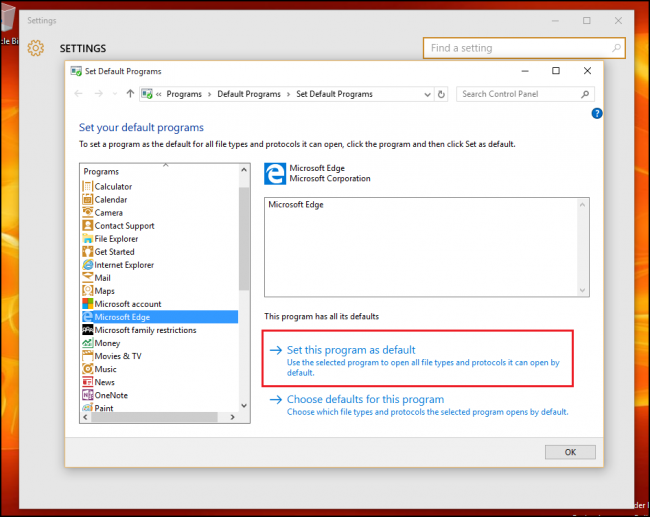 Settings
SETTINGS
Find a setting
cle Bi
Set Default Programs
« Programs > Default Programs > Set Default Programs
Search Control Panel
?
Set your default programs
To set a program as the default for all file types and protocols it can open, click the program and then click Set as default.
Programs
Calculator
Calendar
Camera
Contact Support
File Explorer
Get Started
Internet Explorer
Mail
Maps
Microsoft account
Microsoft Edge
Microsoft family restrictions
Money
Movies & TV
Music
News
OneNote
Paint
Microsoft Edge
Microsoft Corporation
Microsoft Edge
This program has all its defaults
Set this program as default
Use the selected program to open all file types and protocols it can open by
default.
Choose defaults for this program
Choose which file types and protocols the selected program opens by default.
OK